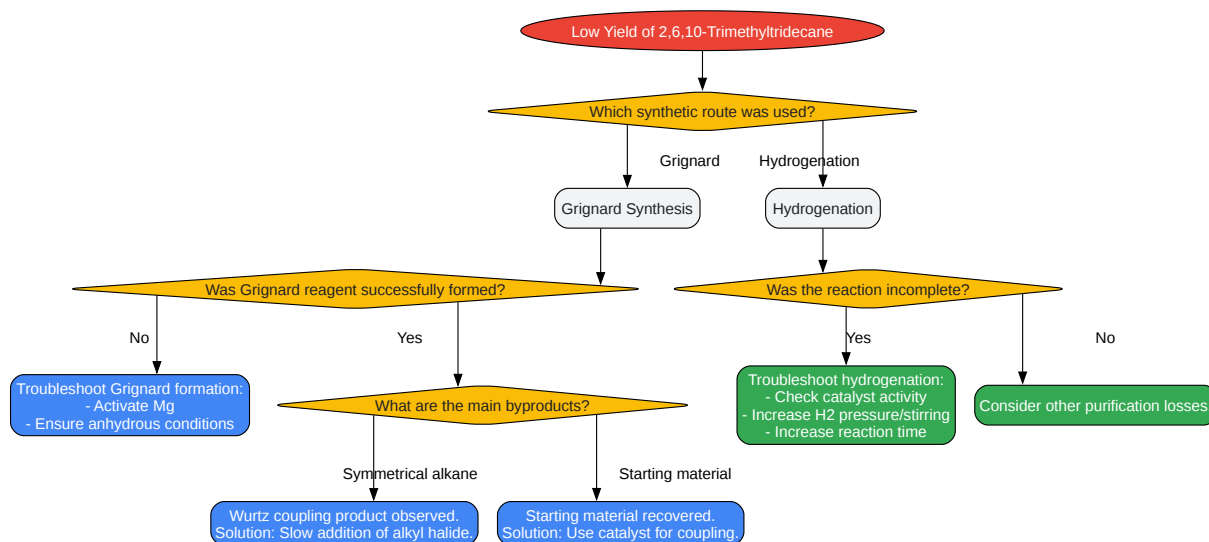 Low Yield of 2,6,10-Trimethyltridecane
Which synthetic route was used?
Grignard
Hydrogenation
Grignard Synthesis
Hydrogenation
Was Grignard reagent successfully formed?
Was the reaction incomplete?
No
Yes
Yes
No
Troubleshoot Grignard formation:
- Activate Mg
- Ensure anhydrous conditions
What are the main byproducts?
Troubleshoot hydrogenation:
- Check catalyst activity
- Increase H2 pressure/stirring
- Increase reaction time
Consider other purification losses
Symmetrical alkane
Starting material
Wurtz coupling product observed.
Solution: Slow addition of alkyl halide.
Starting material recovered.
Solution: Use catalyst for coupling.